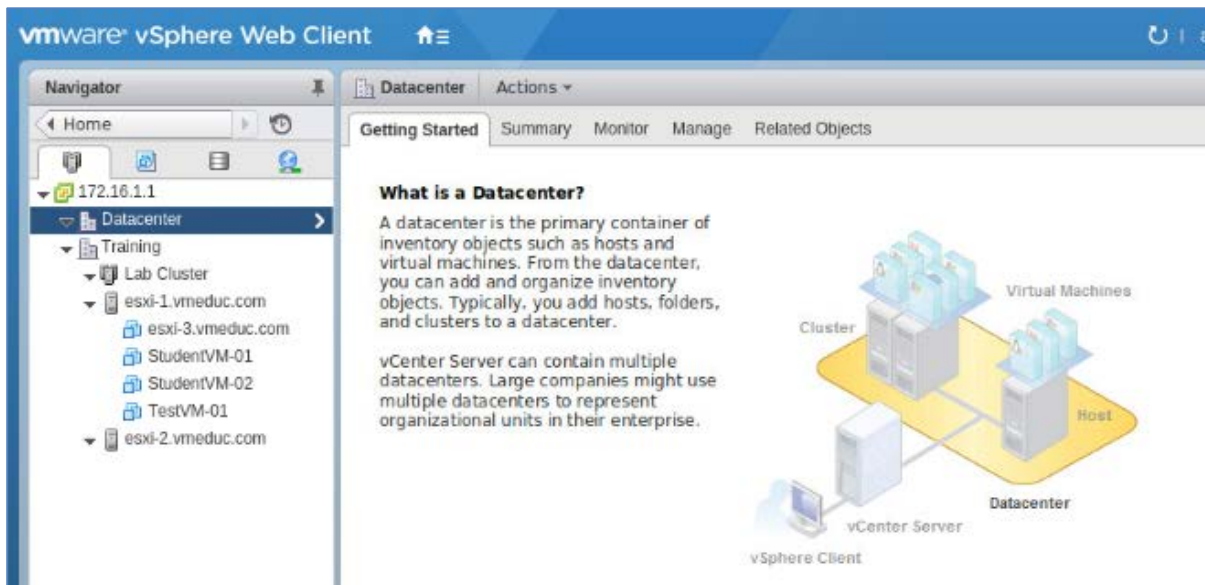 vmware® vSphere Web Client
Navigator
Home
172.16.1.1
Datacenter
Training
Lab Cluster
esxi-1.vmeduc.com
esxi-3.vmeduc.com
StudentVM-01
StudentVM-02
TestVM-01
esxi-2.vmeduc.com
Datacenter Actions
Getting Started Summary Monitor Manage Related Objects
What is a Datacenter?
A datacenter is the primary container of
inventory objects such as hosts and
virtual machines. From the datacenter,
you can add and organize inventory
objects. Typically, you add hosts, folders,
and clusters to a datacenter.
vCenter Server can contain multiple
datacenters. Large companies might use
multiple datacenters to represent
organizational units in their enterprise.
Virtual Machines
Cluster
Host
Datacenter
vCenter Server
vSphere Client